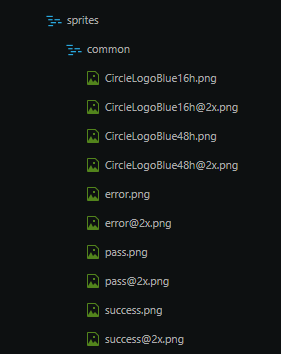 sprites
common
CircleLogoBlue16h.png
CircleLogoBlue16h@2x.png
CircleLogoBlue48h.png
CircleLogoBlue48h@2x.png
error.png
error@2x.png
pass.png
pass@2x.png
success.png
success@2x.png